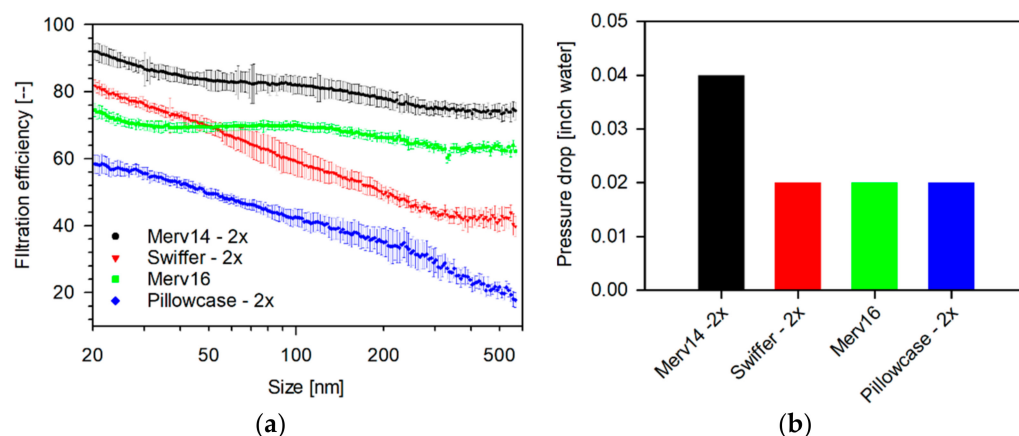 Filtration efficiency [--]
100
80
60
40
20
Merv14 - 2x
Swiffer - 2x
Merv16
Pillowcase - 2x
20 50 100 200 500
Size [nm]
(a)
Pressure drop [inch water]
0.05
0.04
0.03
0.02
0.01
0.00
Merv14 -2x
Swiffer - 2x
Merv16
Pillowcase - 2x
(b)